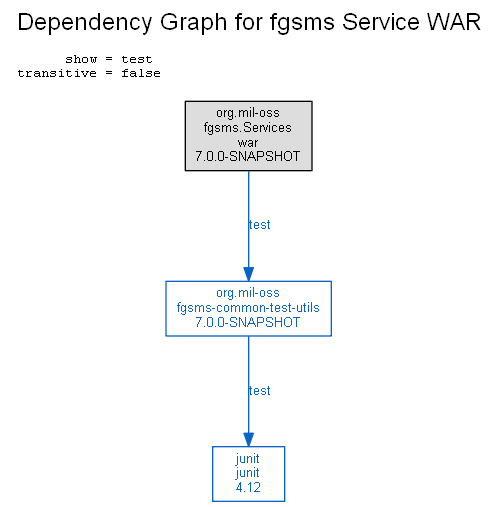 Dependency Graph for fgsms Service WAR
show = test
transitive = false
org.mil-oss
fgsms.Services
war
7.0.0-SNAPSHOT
test
org.mil-oss
fgsms-common-test-utils
7.0.0-SNAPSHOT
test
junit
junit
4.12